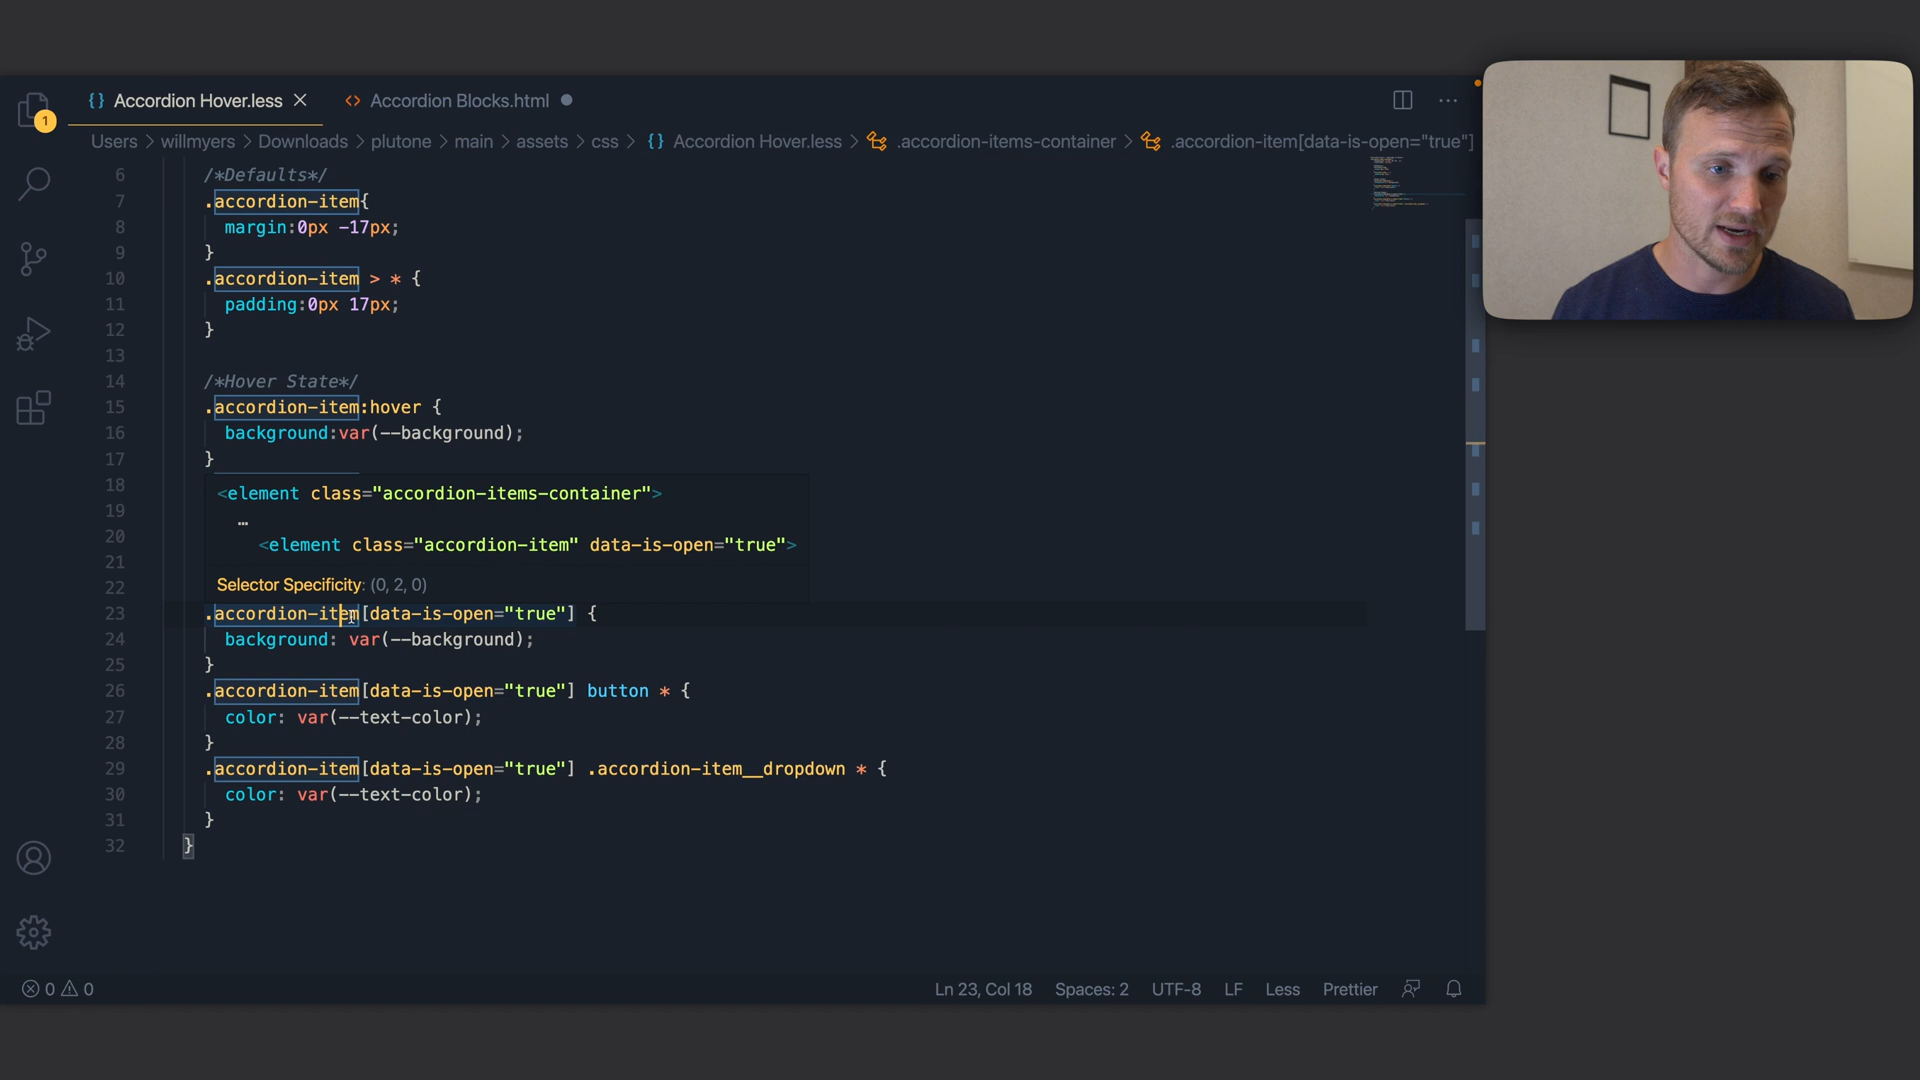 Accordion Hover.less
Accordion Blocks.html
1
Users > willmyers > Downloads > plutone > main > assets > css > {} Accordion Hover.less > .accordion-items-container > .accordion-item[data-is-open="true"]
6 /*Defaults*/
7 .accordion-item{
8 margin:0px -17px;
9 }
10 .accordion-item > * {
11 padding:0px 17px;
12 }
13
14 /*Hover State*/
15 .accordion-item:hover {
16 background:var(--background);
17 }
18
<element class="accordion-items-container">
19
…
20
<element class="accordion-item" data-is-open="true">
21
Selector Specificity: (0, 2, 0)
22
23 .accordion-item[data-is-open="true"] {
24 background: var(--background);
25 }
26 .accordion-item[data-is-open="true"] button * {
27 color: var(--text-color);
28 }
29 .accordion-item[data-is-open="true"] .accordion-item__dropdown * {
30 color: var(--text-color);
31 }
32 }
0 0
Ln 23, Col 18 Spaces: 2 UTF-8 LF Less Prettier